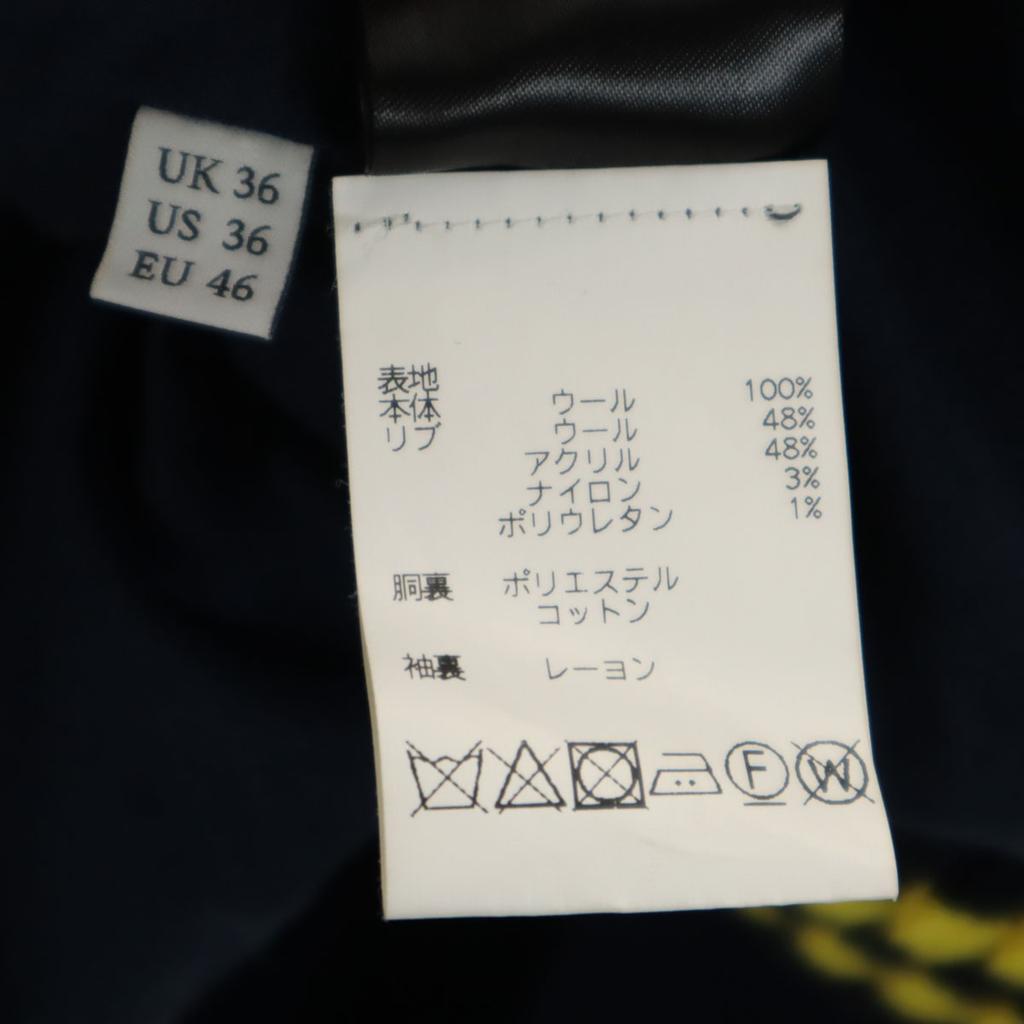 UK 36
US 36
EU 46
表地
本体 ウール 100%
リブ ウール 48%
アクリル 48%
ナイロン 3%
ポリウレタン 1%
胴裏 ポリエステル
コットン
袖裏 レーヨン
F W